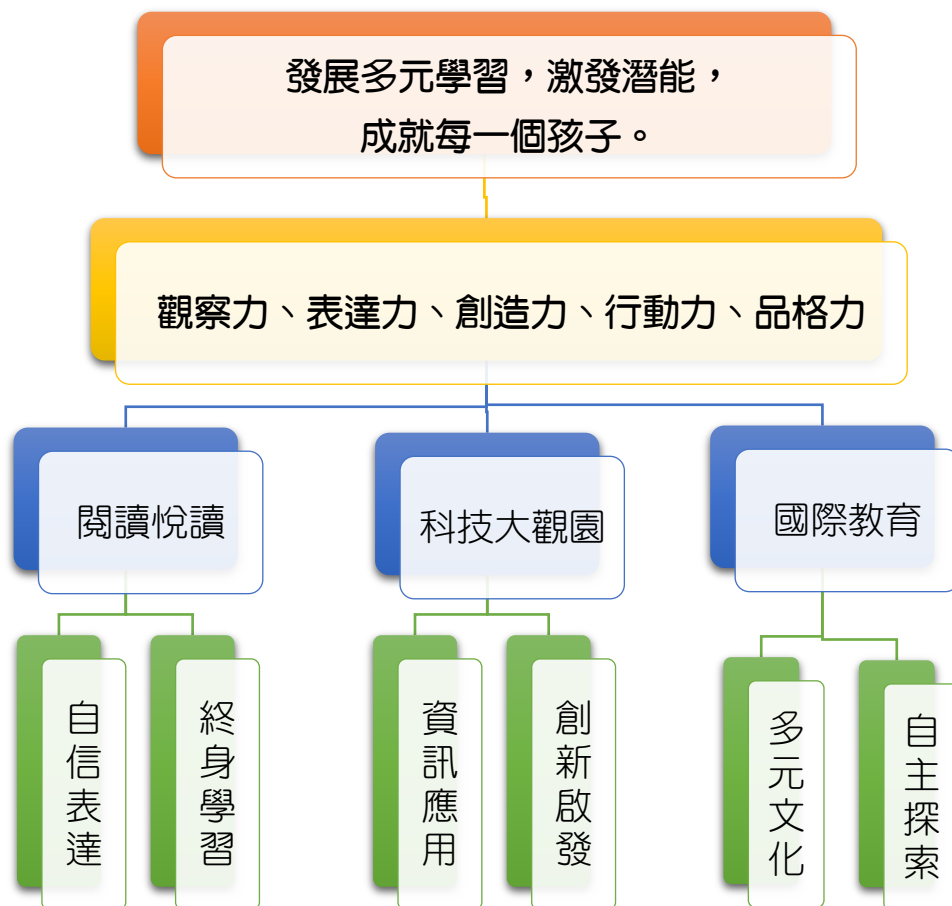 發展多元學習，激發潛能，
成就每一個孩子。
觀察力、表達力、創造力、行動力、品格力
閱讀悅讀
科技大觀園
國際教育
自信表達
終身學習
資訊應用
創新啟發
多元文化
自主探索